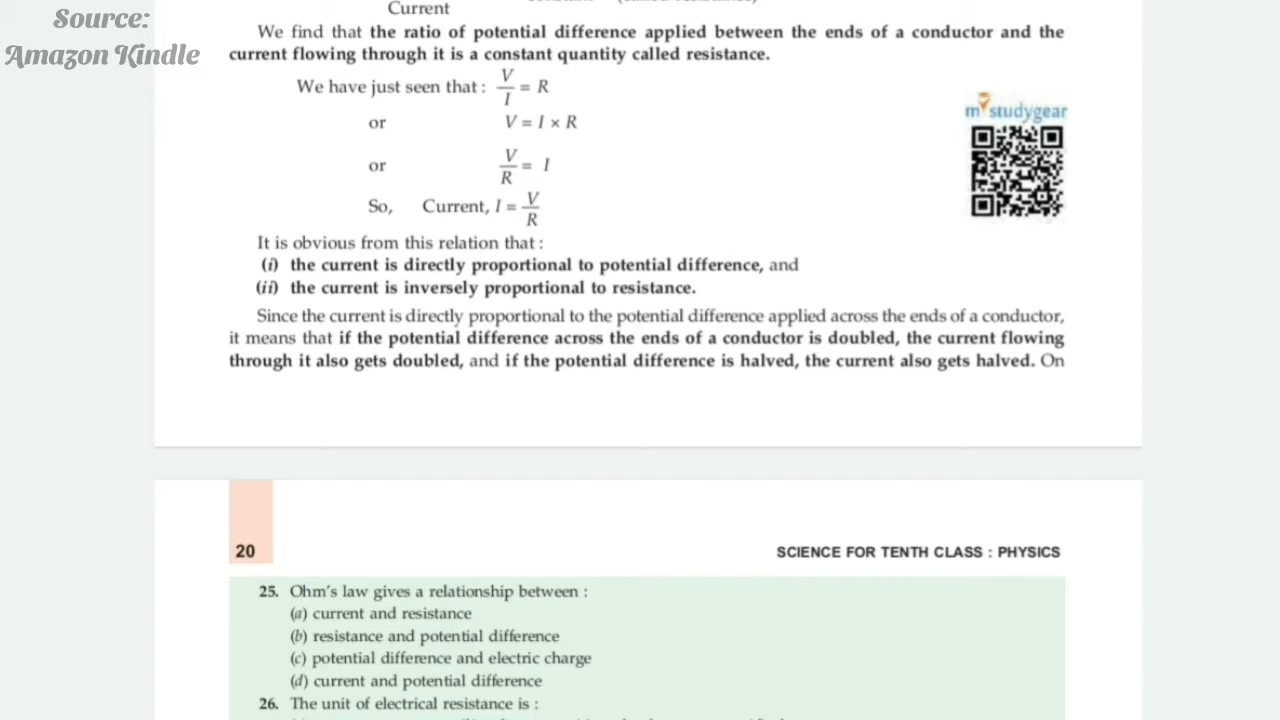 Source:
Amazon Kindle
Current
We find that the ratio of potential difference applied between the ends of a conductor and the
current flowing through it is a constant quantity called resistance.
We have just seen that : V/I = R
or V = I × R
or V/R = I
So, Current, I = V/R
m studygear
It is obvious from this relation that :
(i) the current is directly proportional to potential difference, and
(ii) the current is inversely proportional to resistance.
Since the current is directly proportional to the potential difference applied across the ends of a conductor,
it means that if the potential difference across the ends of a conductor is doubled, the current flowing
through it also gets doubled, and if the potential difference is halved, the current also gets halved. On
20
SCIENCE FOR TENTH CLASS : PHYSICS
25. Ohm's law gives a relationship between :
(a) current and resistance
(b) resistance and potential difference
(c) potential difference and electric charge
(d) current and potential difference
26. The unit of electrical resistance is :